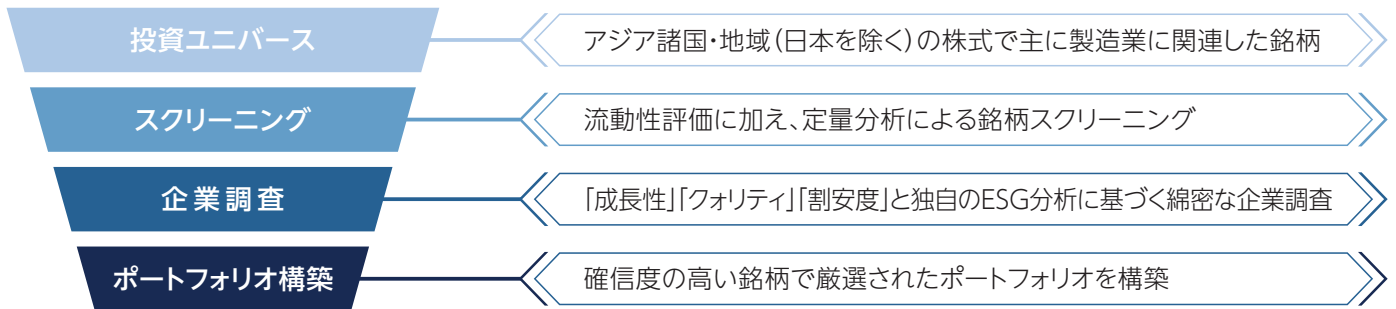 投資ユニバース
アジア諸国・地域(日本を除く)の株式で主に製造業に関連した銘柄
スクリーニング
流動性評価に加え、定量分析による銘柄スクリーニング
企業調査
「成長性」「クォリティ」「割安度」と独自のESG分析に基づく綿密な企業調査
ポートフォリオ構築
確信度の高い銘柄で厳選されたポートフォリオを構築